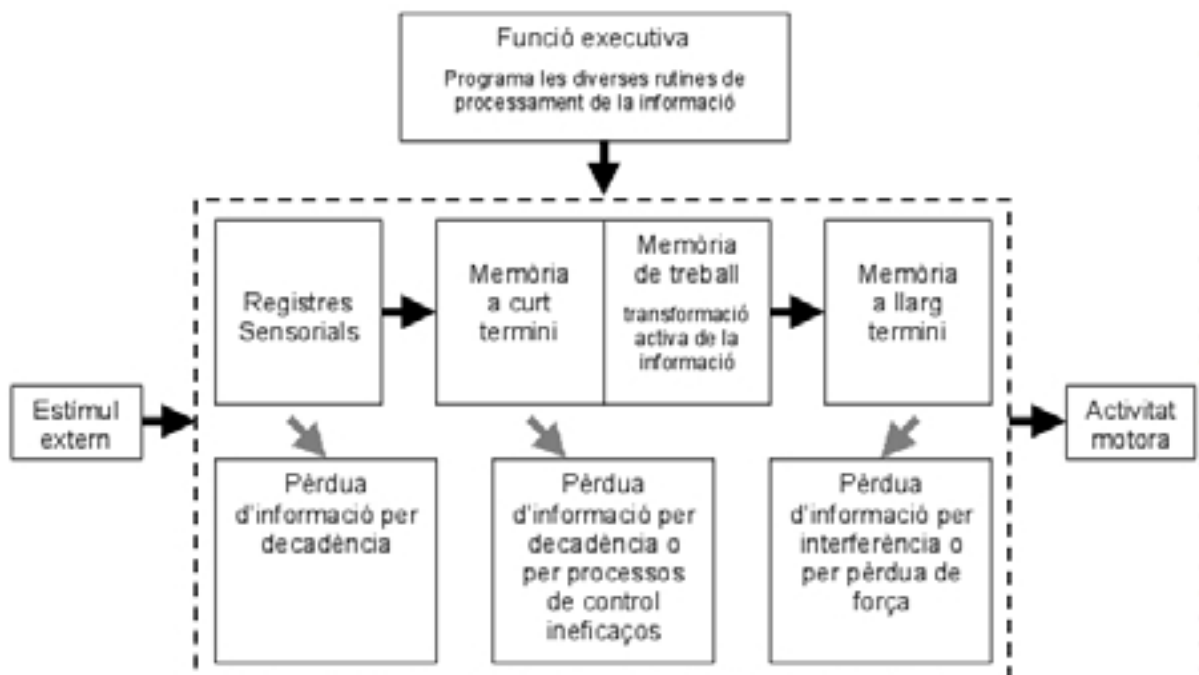 Funció executiva
Programa les diverses rutines de
processament de la informació
Registres
Sensorials
Memòria
a curt
termini
Memòria
de treball
transformació
activa de la
informació
Memòria
a llarg
termini
Estímul
extern
Activitat
motora
Pèrdua
d'informació per
decadència
Pèrdua
d'informació per
decadència o
per processos
de control
ineficaços
Pèrdua
d'informació per
interferència o
per pèrdua de
força